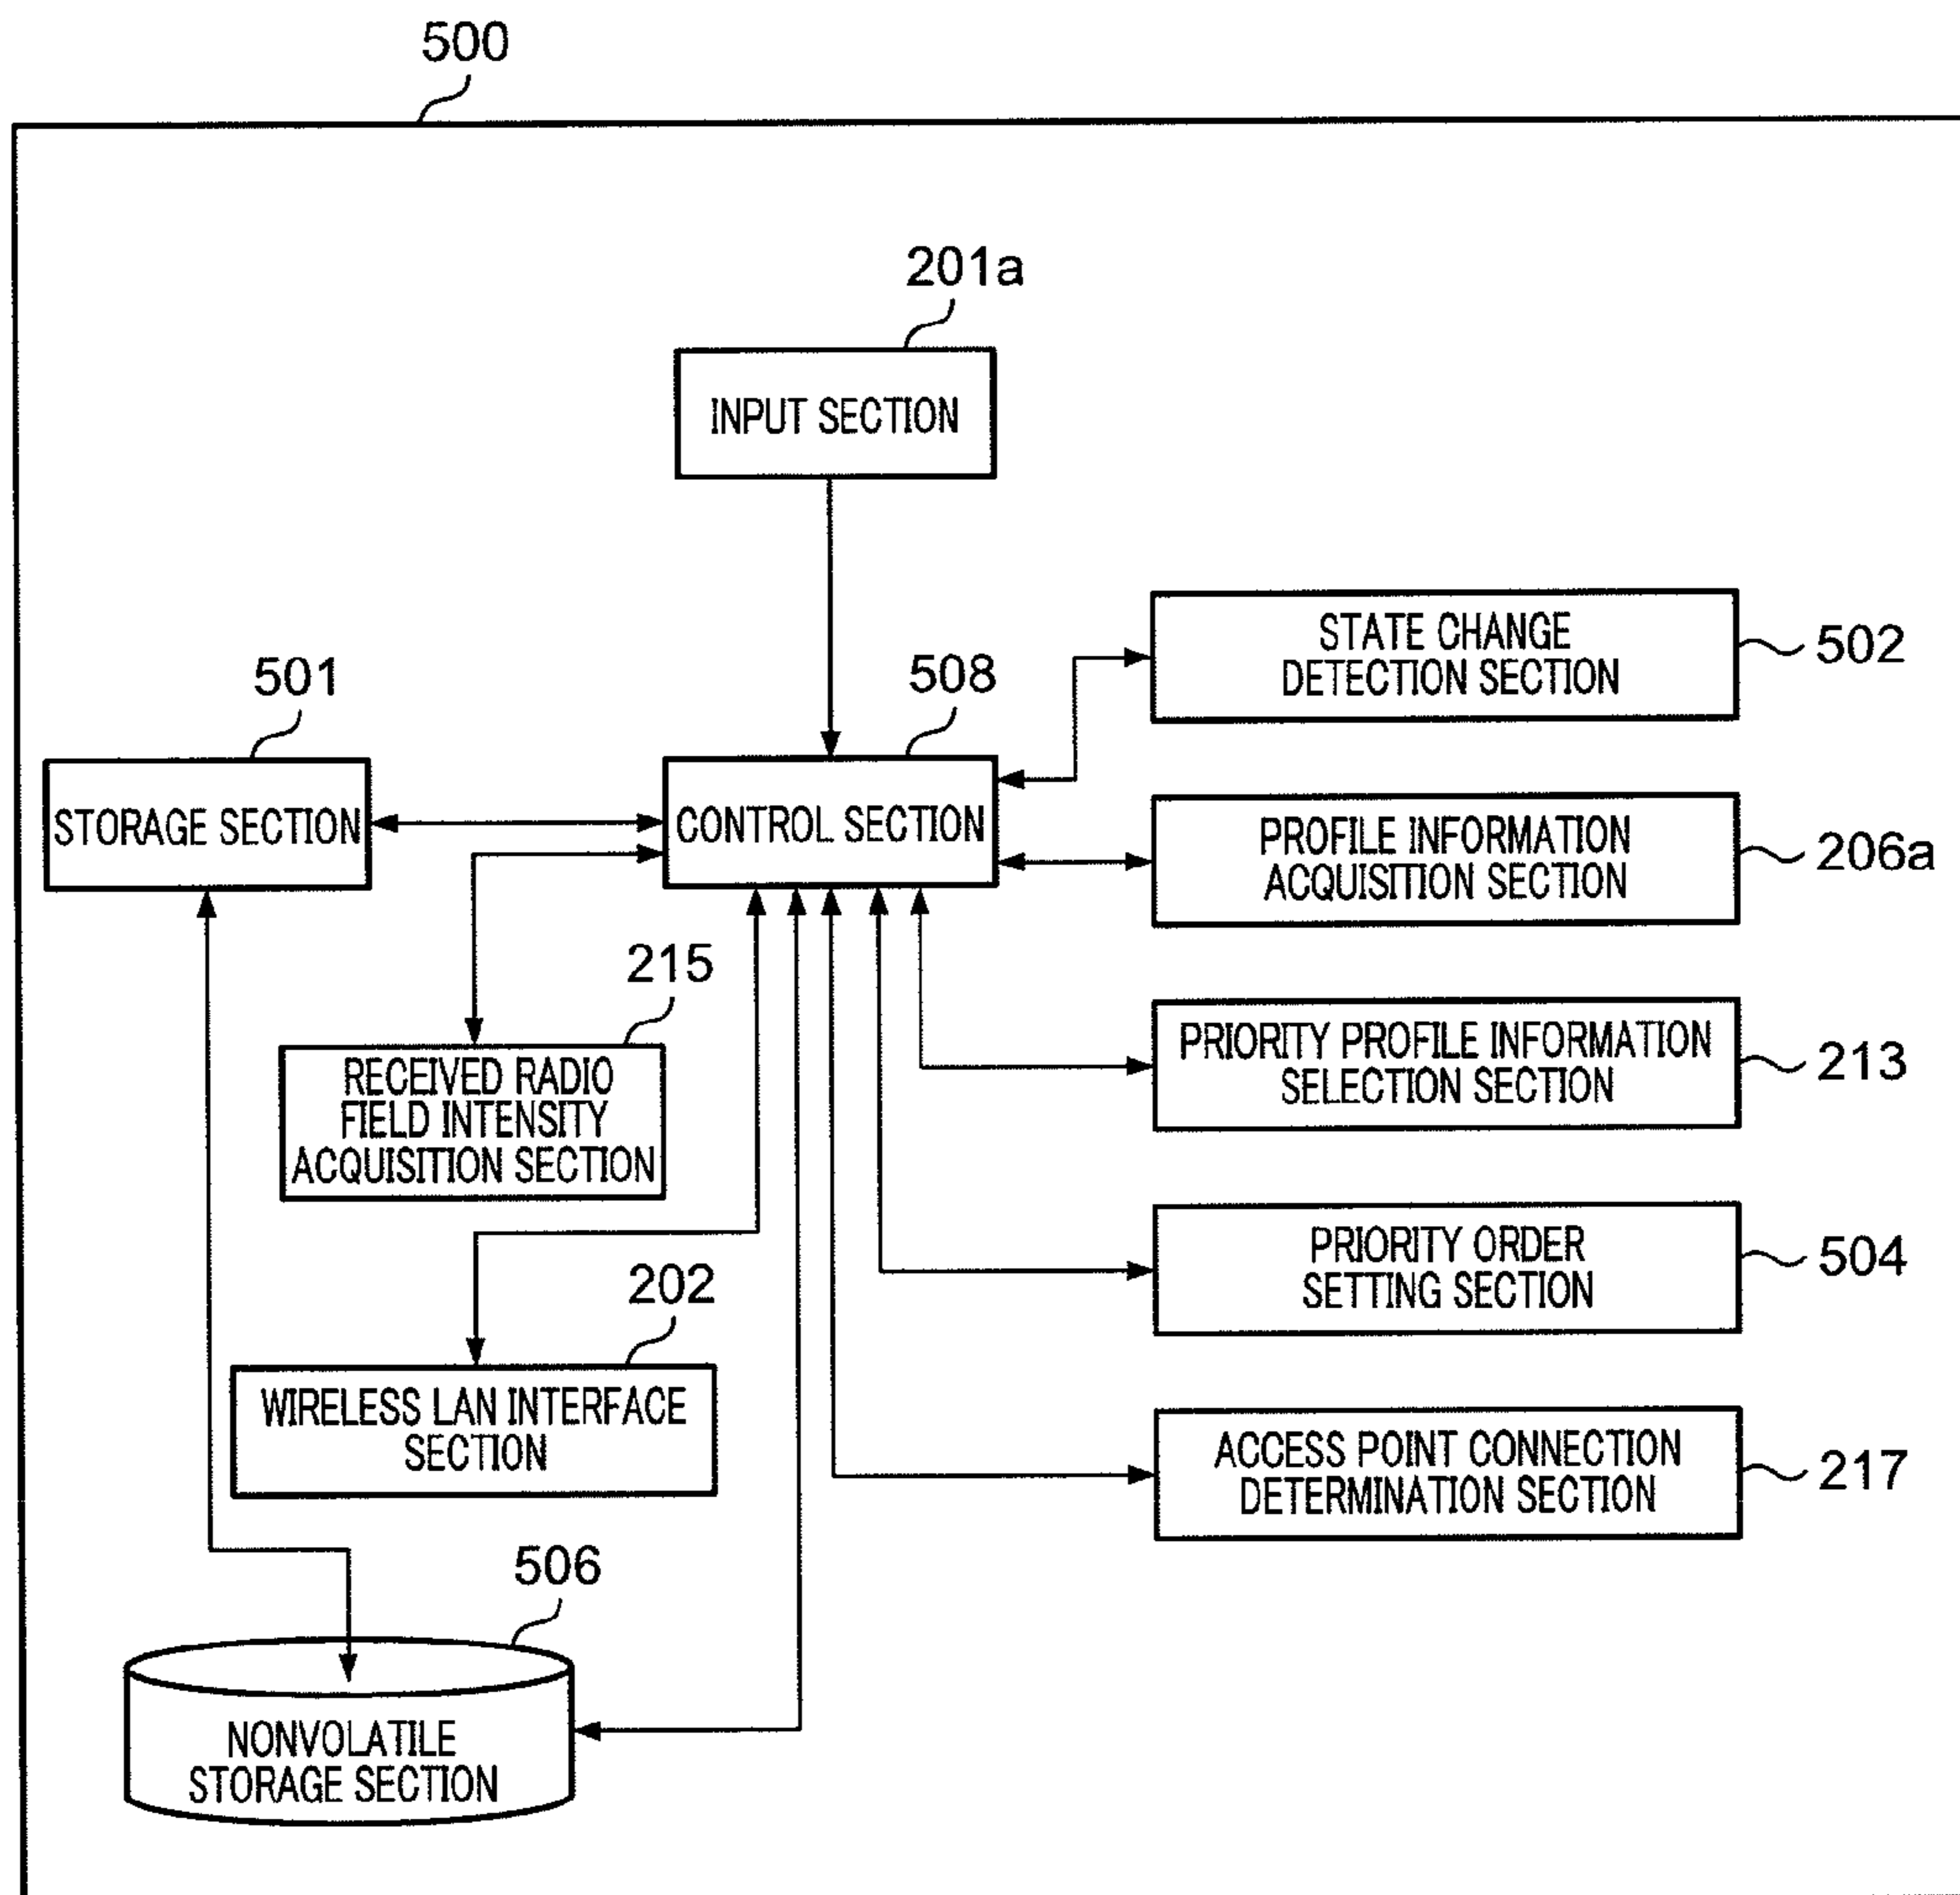 500
201a
INPUT SECTION
STATE CHANGE
DETECTION SECTION
502
501
508
STORAGE SECTION
CONTROL SECTION
PROFILE INFORMATION
ACQUISITION SECTION
206a
215
RECEIVED RADIO
FIELD INTENSITY
ACQUISITION SECTION
PRIORITY PROFILE INFORMATION
SELECTION SECTION
213
PRIORITY ORDER
SETTING SECTION
504
202
WIRELESS LAN INTERFACE
SECTION
ACCESS POINT CONNECTION
DETERMINATION SECTION
217
506
NONVOLATILE
STORAGE SECTION